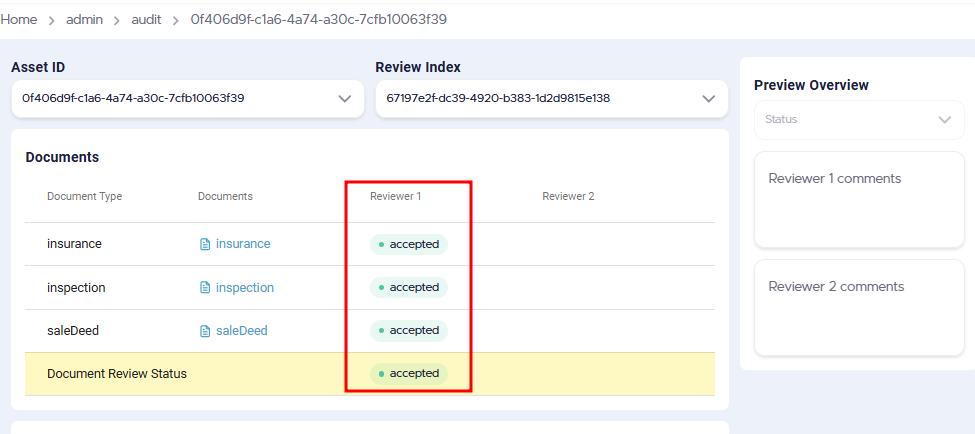 Home > admin > audit > 0f406d9f-c1a6-4a74-a30c-7cfb10063f39
Asset ID
0f406d9f-c1a6-4a74-a30c-7cfb10063f39
Review Index
67197e2f-dc39-4920-b383-1d2d9815e138
Documents
Document Type Documents Reviewer 1 Reviewer 2
insurance insurance accepted
inspection inspection accepted
saleDeed saleDeed accepted
Document Review Status accepted
Preview Overview
Status
Reviewer 1 comments
Reviewer 2 comments